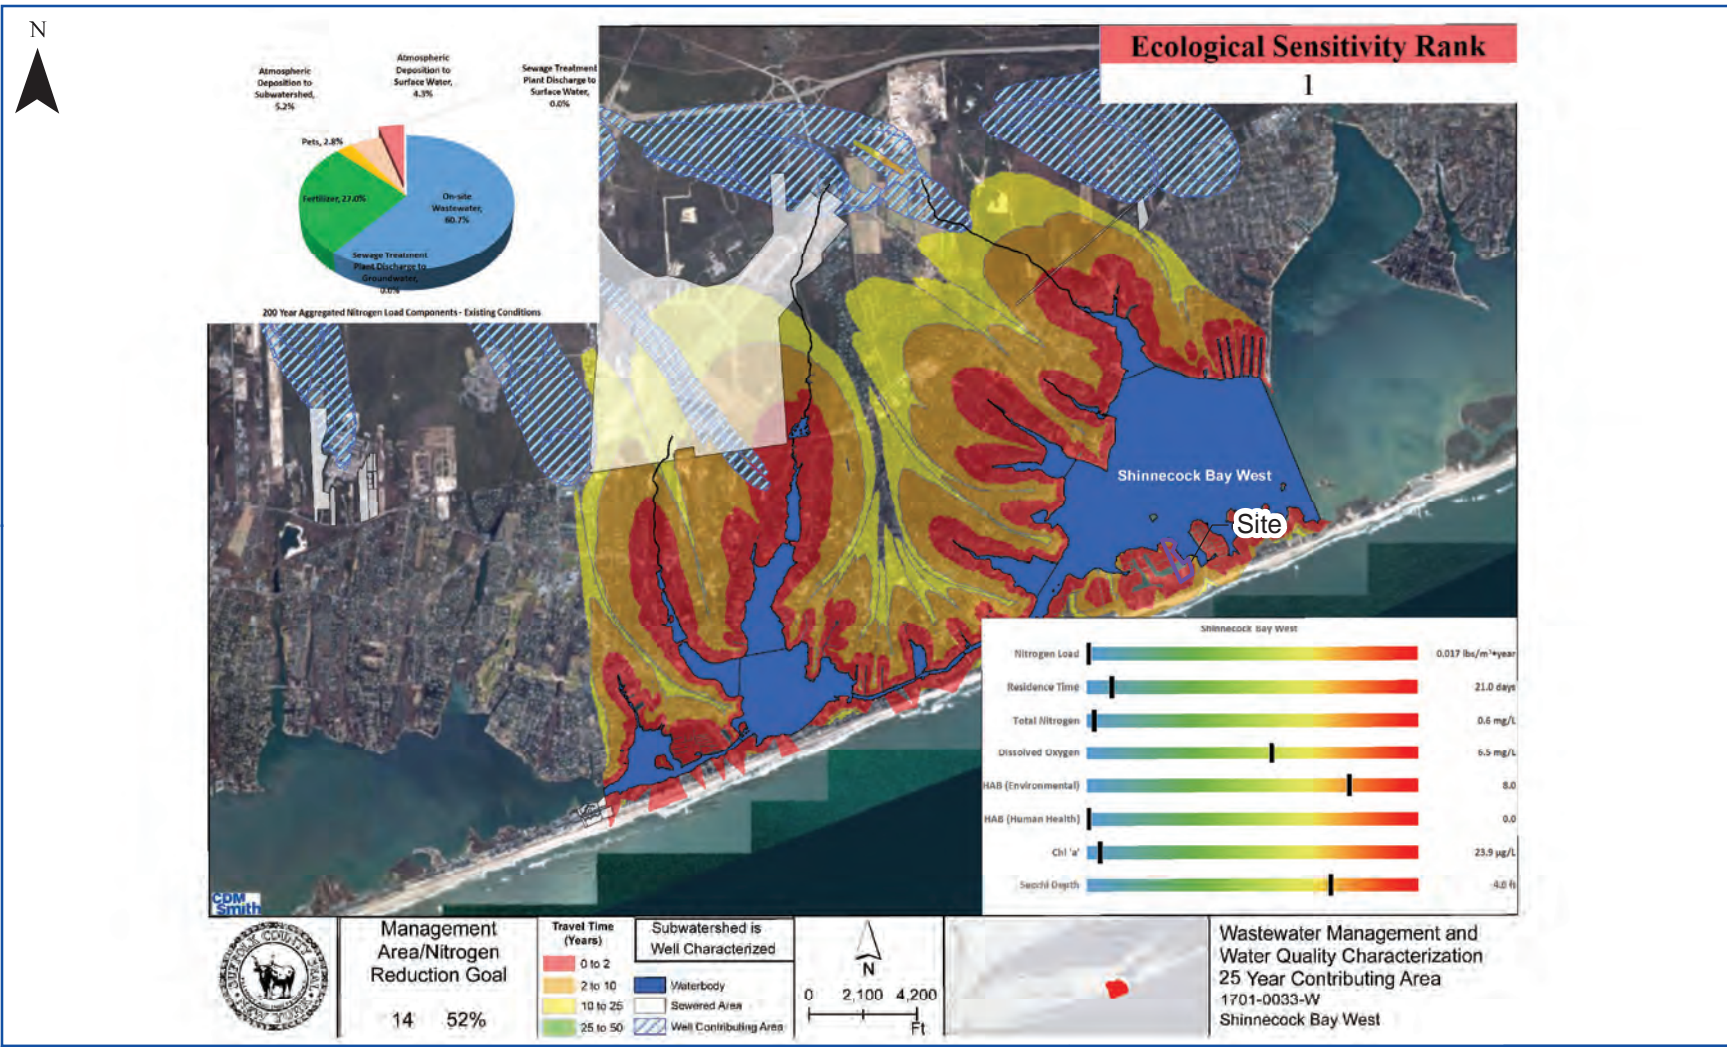 N
Ecological Sensitivity Rank
1
Atmospheric
Deposition to
Subwatershed,
5.2%
Atmospheric
Deposition to
Surface Water,
4.3%
Sewage Treatment
Plant Discharge to
Surface Water,
0.0%
Pets, 2.8%
Fertilizer, 27.0%
On-site
Wastewater,
60.7%
Sewage Treatment
Plant Discharge to
Groundwater,
0.0%
200 Year Aggregated Nitrogen Load Components - Existing Conditions
Shinnecock Bay West
Site
Shinnecock Bay West
Nitrogen Load 0.017 lbs/m³*year
Residence Time 21.0 days
Total Nitrogen 0.6 mg/L
Dissolved Oxygen 6.5 mg/L
HAB (Environmental) 8.0
HAB (Human Health) 0.0
Chl 'a' 23.9 µg/L
Secchi Depth 4.0 ft
CDM
Smith
Management
Area/Nitrogen
Reduction Goal
14 52%
Travel Time
(Years)
0 to 2
2 to 10
10 to 25
25 to 50
Subwatershed is
Well Characterized
Waterbody
Sewered Area
Well Contributing Area
N
0 2,100 4,200
Ft
Wastewater Management and
Water Quality Characterization
25 Year Contributing Area
1701-0033-W
Shinnecock Bay West